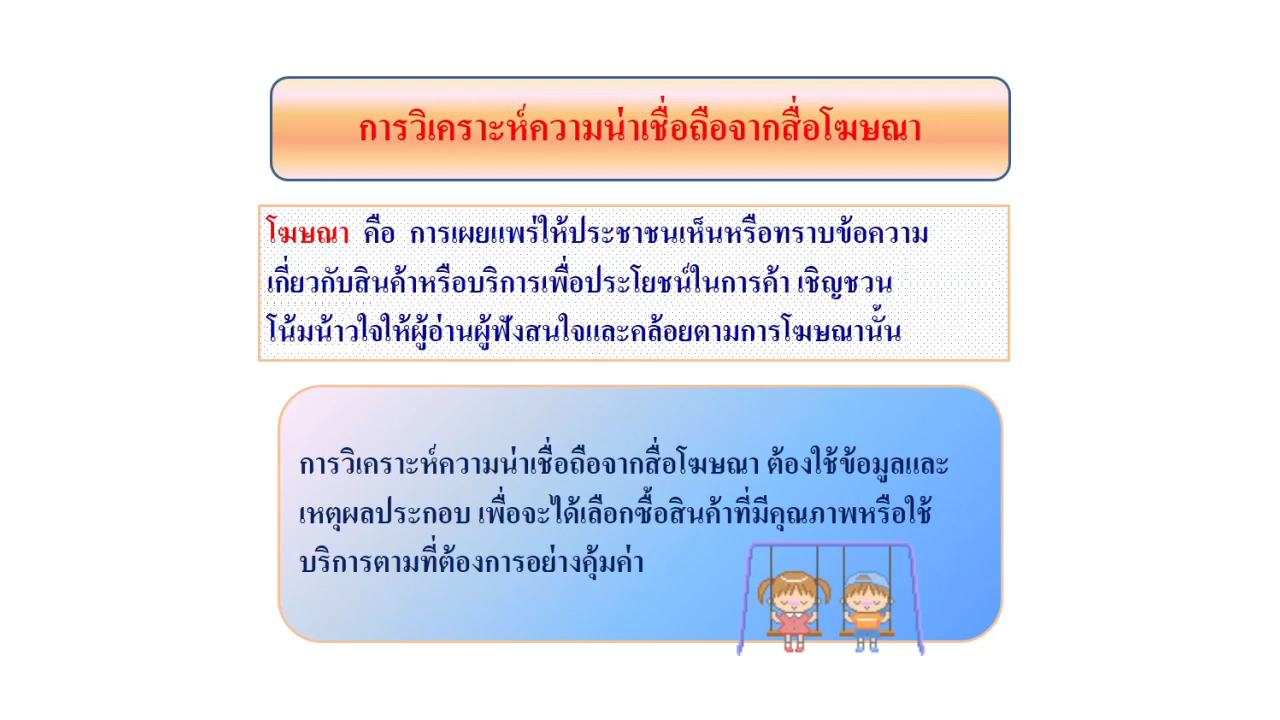 การวิเคราะห์ความน่าเชื่อถือจากสื่อโฆษณา
โฆษณา คือ การเผยแพร่ให้ประชาชนเห็นหรือทราบข้อความ
เกี่ยวกับสินค้าหรือบริการเพื่อประโยชน์ในการค้า เชิญชวน
โน้มน้าวใจให้ผู้อ่านผู้ฟังสนใจและคล้อยตามการโฆษณานั้น
การวิเคราะห์ความน่าเชื่อถือจากสื่อโฆษณา ต้องใช้ข้อมูลและ
เหตุผลประกอบ เพื่อจะได้เลือกซื้อสินค้าที่มีคุณภาพหรือใช้
บริการตามที่ต้องการอย่างคุ้มค่า